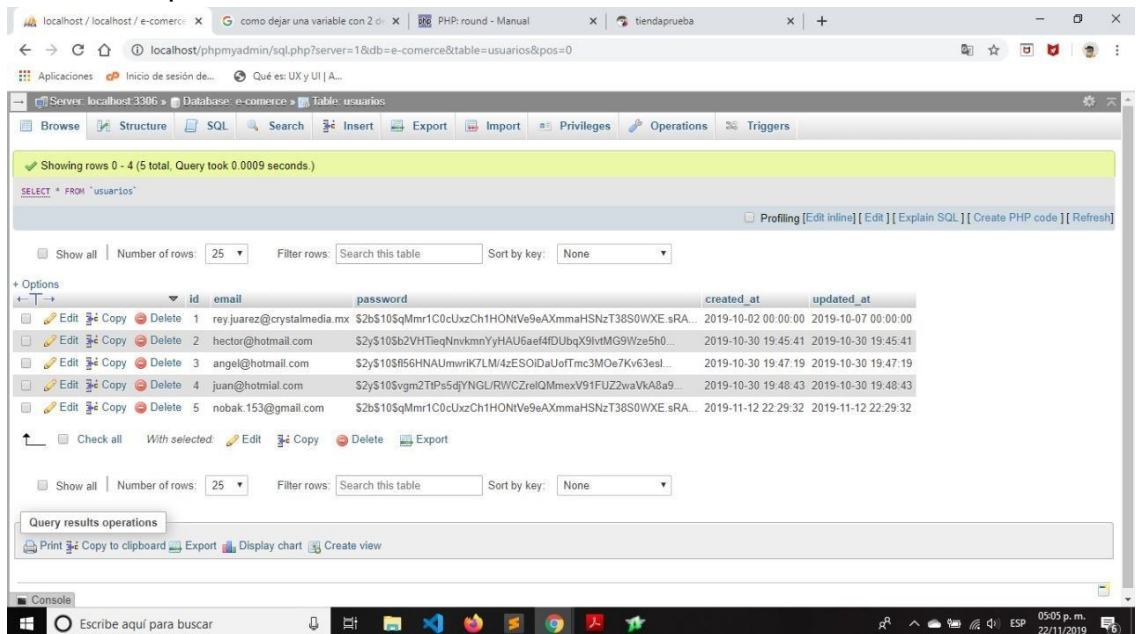 localhost / localhost / e-comerc
como dejar una variable con 2 d
PHP: round - Manual
tiendaprueba
localhost/phpmyadmin/sql.php?server=1&db=e-comerce&table=usuarios&pos=0
Aplicaciones
Inicio de sesión de...
Qué es: UX y UI | A...
Server: localhost:3306 » Database: e-comerce » Table: usuarios
Browse Structure SQL Search Insert Export Import Privileges Operations Triggers
Showing rows 0 - 4 (5 total, Query took 0.0009 seconds.)
SELECT * FROM `usuarios`
Profiling [Edit inline] [ Edit ] [ Explain SQL ] [ Create PHP code ] [ Refresh]
Show all | Number of rows: 25 Filter rows: Search this table Sort by key: None
+ Options
id email password created_at updated_at
Edit Copy Delete 1 rey.juarez@crystalmedia.mx $2b$10$qMmr1C0cUxzCh1HONtVe9eAXmmaHSNzT38S0WXE.sRA... 2019-10-02 00:00:00 2019-10-07 00:00:00
Edit Copy Delete 2 hector@hotmail.com $2y$10$b2VHTieqNnvkmnYyHAU6aef4fDUbqX9IvtMG9Wze5h0... 2019-10-30 19:45:41 2019-10-30 19:45:41
Edit Copy Delete 3 angel@hotmail.com $2y$10$fl56HNAUmwriK7LM/4zESOiDaUofTmc3MOe7Kv63esl... 2019-10-30 19:47:19 2019-10-30 19:47:19
Edit Copy Delete 4 juan@hotmial.com $2y$10$vgm2TtPs5djYNGL/RWCZrelQMmexV91FUZ2waVkA8a9... 2019-10-30 19:48:43 2019-10-30 19:48:43
Edit Copy Delete 5 nobak.153@gmail.com $2b$10$qMmr1C0cUxzCh1HONtVe9eAXmmaHSNzT38S0WXE.sRA... 2019-11-12 22:29:32 2019-11-12 22:29:32
Check all With selected: Edit Copy Delete Export
Show all | Number of rows: 25 Filter rows: Search this table Sort by key: None
Query results operations
Print Copy to clipboard Export Display chart Create view
Console
Escribe aquí para buscar
ESP
05:05 p. m.
22/11/2019